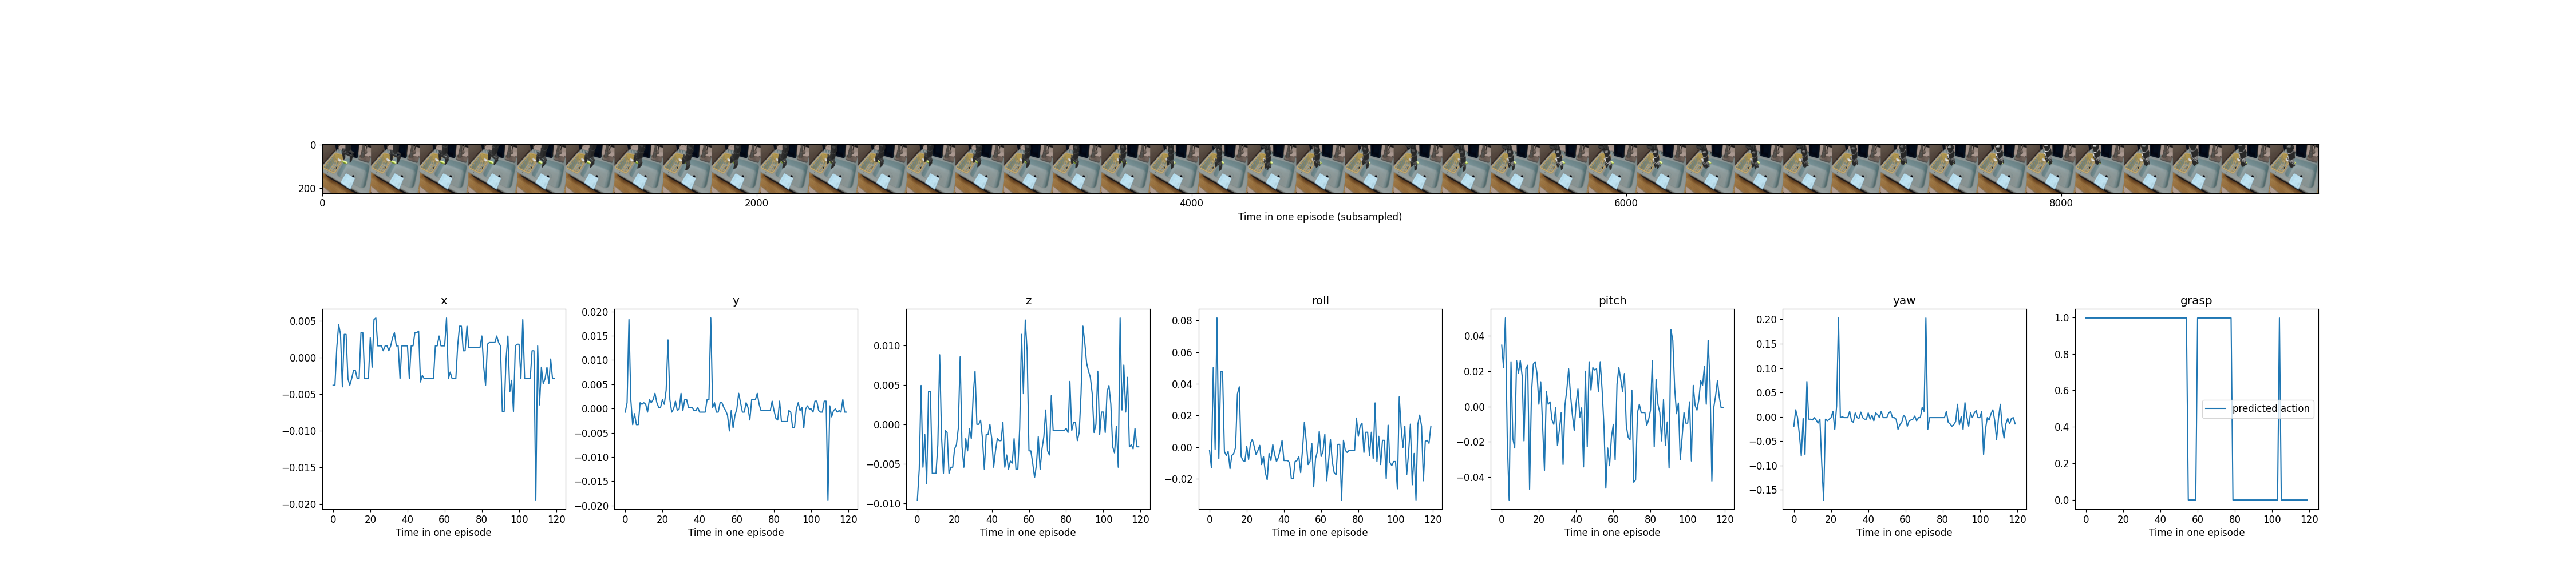 0
200
0 2000 4000 6000 8000
Time in one episode (subsampled)
x
0.005
0.000
−0.005
−0.010
−0.015
−0.020
0 20 40 60 80 100 120
Time in one episode
y
0.020
0.015
0.010
0.005
0.000
−0.005
−0.010
−0.015
−0.020
0 20 40 60 80 100 120
Time in one episode
z
0.010
0.005
0.000
−0.005
−0.010
0 20 40 60 80 100 120
Time in one episode
roll
0.08
0.06
0.04
0.02
0.00
−0.02
0 20 40 60 80 100 120
Time in one episode
pitch
0.04
0.02
0.00
−0.02
−0.04
0 20 40 60 80 100 120
Time in one episode
yaw
0.20
0.15
0.10
0.05
0.00
−0.05
−0.10
−0.15
0 20 40 60 80 100 120
Time in one episode
grasp
1.0
0.8
0.6
0.4
0.2
0.0
predicted action
0 20 40 60 80 100 120
Time in one episode